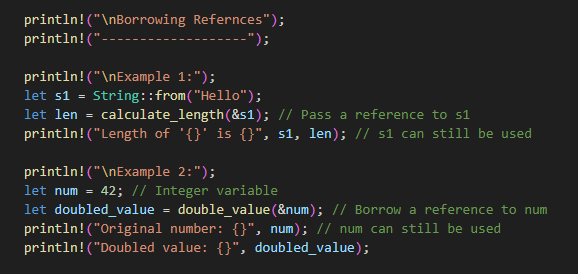 println!("\nBorrowing Refernces");
println!("-------------------");
println!("\nExample 1:");
let s1 = String::from("Hello");
let len = calculate_length(&s1); // Pass a reference to s1
println!("Length of '{}' is {}", s1, len); // s1 can still be used
println!("\nExample 2:");
let num = 42; // Integer variable
let doubled_value = double_value(&num); // Borrow a reference to num
println!("Original number: {}", num); // num can still be used
println!("Doubled value: {}", doubled_value);